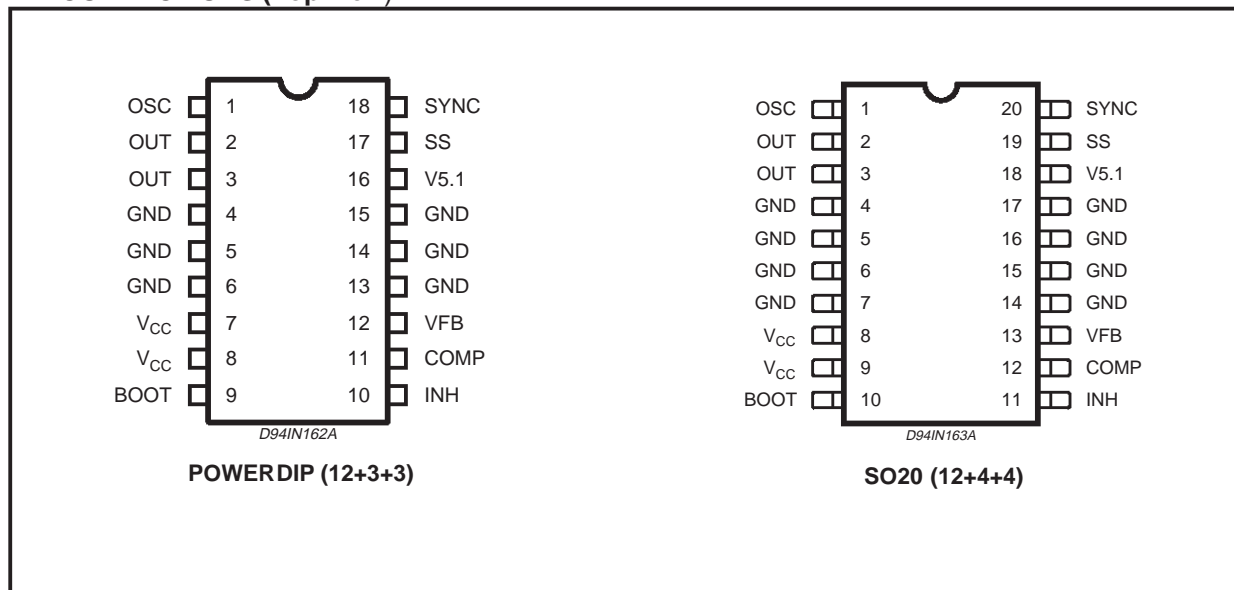 OSC 1 18 SYNC
OUT 2 17 SS
OUT 3 16 V5.1
GND 4 15 GND
GND 5 14 GND
GND 6 13 GND
VCC 7 12 VFB
VCC 8 11 COMP
BOOT 9 10 INH
D94IN162A
POWERDIP (12+3+3)
OSC 1 20 SYNC
OUT 2 19 SS
OUT 3 18 V5.1
GND 4 17 GND
GND 5 16 GND
GND 6 15 GND
GND 7 14 GND
VCC 8 13 VFB
VCC 9 12 COMP
BOOT 10 11 INH
D94IN163A
SO20 (12+4+4)